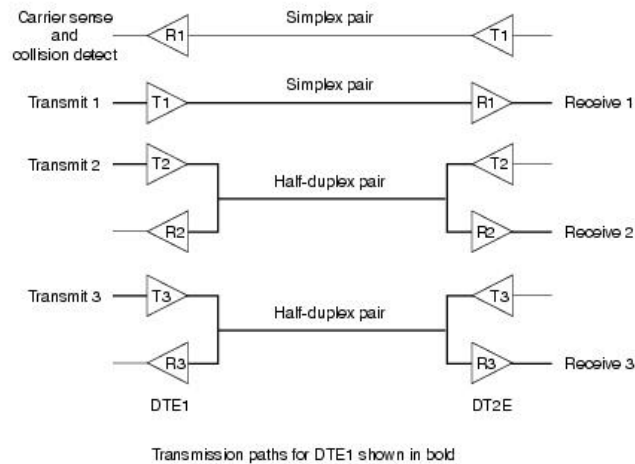 Carrier sense
and
collision detect
R1
Simplex pair
T1
Transmit 1
T1
Simplex pair
R1
Receive 1
Transmit 2
T2
T2
Half-duplex pair
R2
R2
Receive 2
Transmit 3
T3
T3
Half-duplex pair
R3
R3
Receive 3
DTE1
DT2E
Transmission paths for DTE1 shown in bold